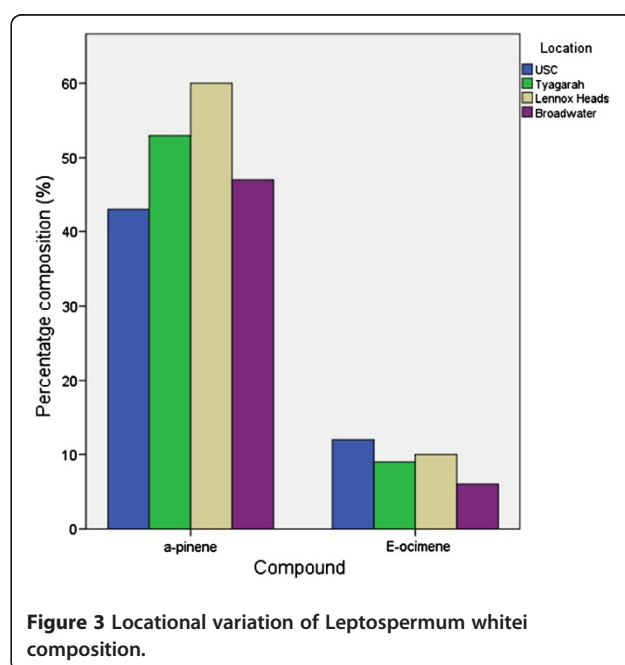 Location
USC
Tyagarah
Lennox Heads
Broadwater
Percentatge composition (%)
60
50
40
30
20
10
0
a-pinene
E-ocimene
Compound
Figure 3 Locational variation of Leptospermum whitei
composition.